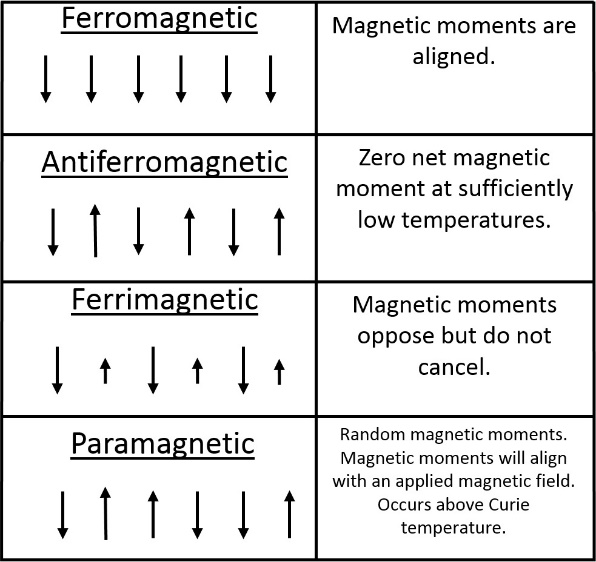 Ferromagnetic
Magnetic moments are
aligned.
Antiferromagnetic
Zero net magnetic
moment at sufficiently
low temperatures.
Ferrimagnetic
Magnetic moments
oppose but do not
cancel.
Paramagnetic
Random magnetic moments.
Magnetic moments will align
with an applied magnetic field.
Occurs above Curie
temperature.